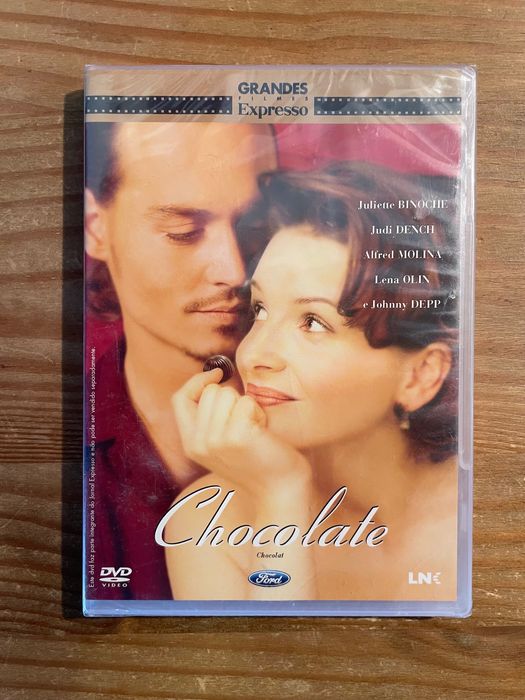 GRANDES
FILMES
Expresso
Juliette BINOCHE
Judi DENCH
Alfred MOLINA
Lena OLIN
e Johnny DEPP
Este dvd faz parte integrante do Jornal Expresso e não pode ser vendido separadamente.
Chocolate
Chocolat
DVD
VIDEO
Ford
LNK